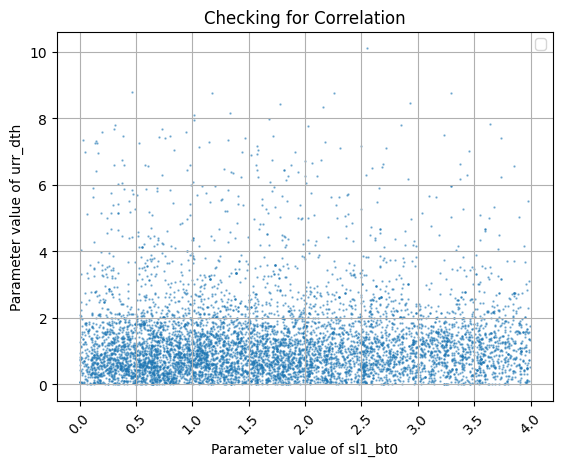 Checking for Correlation
Parameter value of urr_dth
10
8
6
4
2
0
0.0 0.5 1.0 1.5 2.0 2.5 3.0 3.5 4.0
Parameter value of sl1_bt0